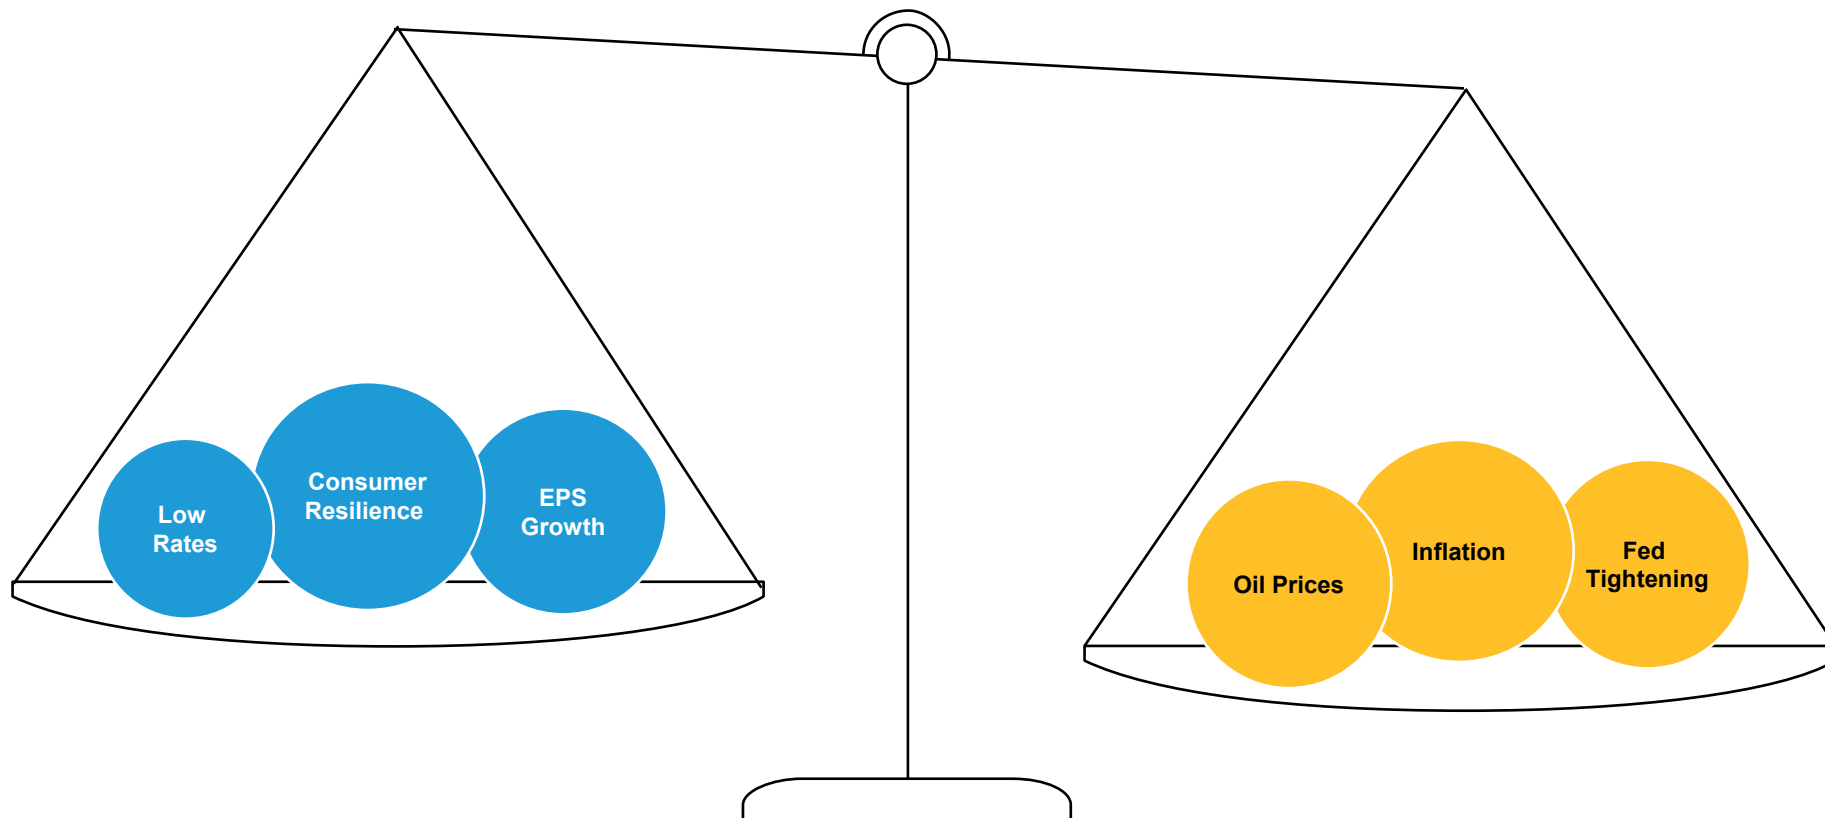 Low
Rates
Consumer
Resilience
EPS
Growth
Oil Prices
Inflation
Fed
Tightening